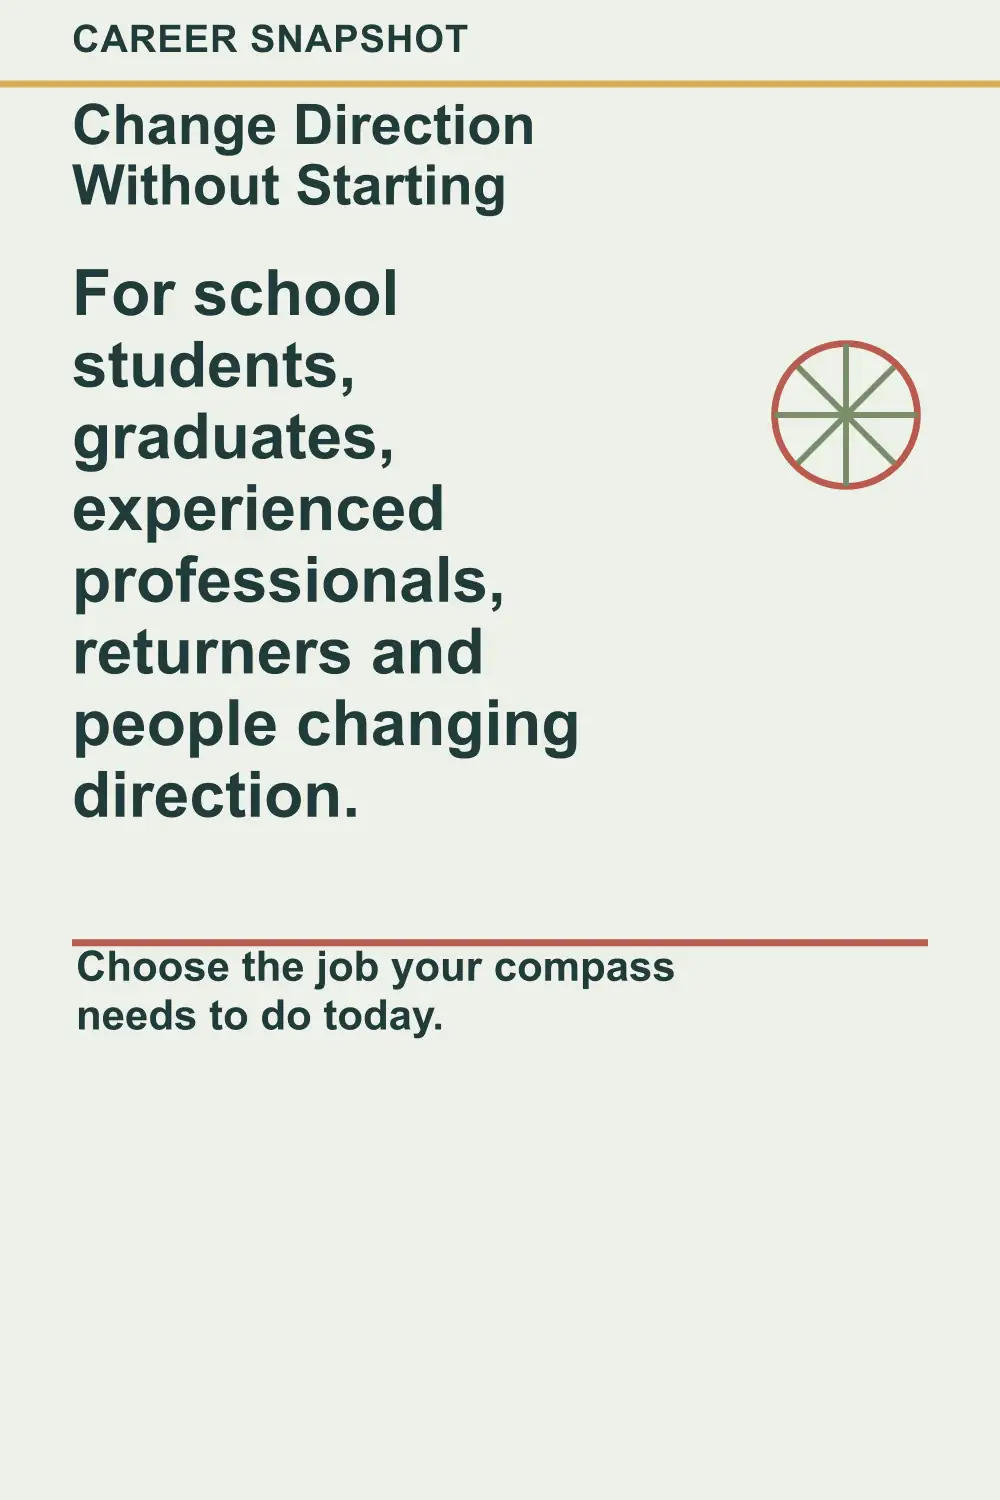 CAREER SNAPSHOT
Change Direction
Without Starting
For school
students,
graduates,
experienced
professionals,
returners and
people changing
direction.
Choose the job your compass
needs to do today.